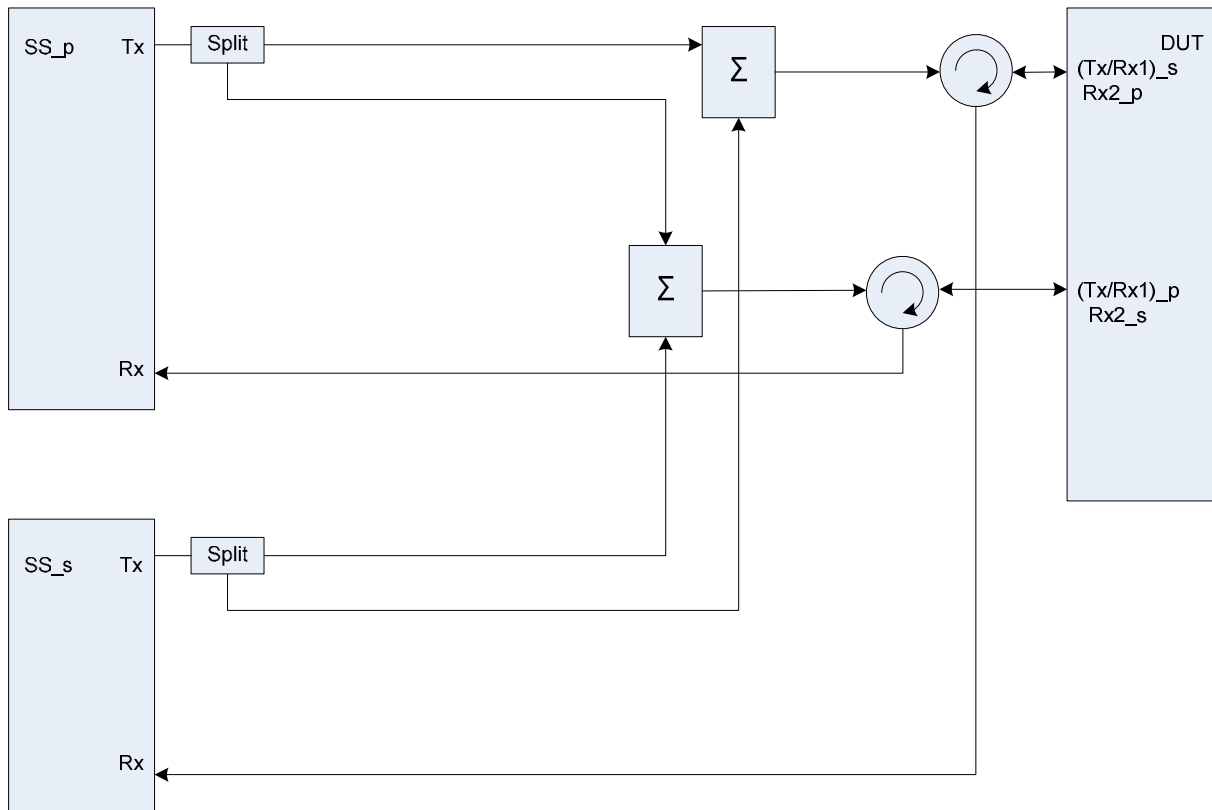 SS_p
Tx
Split
Σ
DUT
(Tx/Rx1)_s
Rx2_p
Σ
(Tx/Rx1)_p
Rx2_s
Rx
SS_s
Tx
Split
Rx